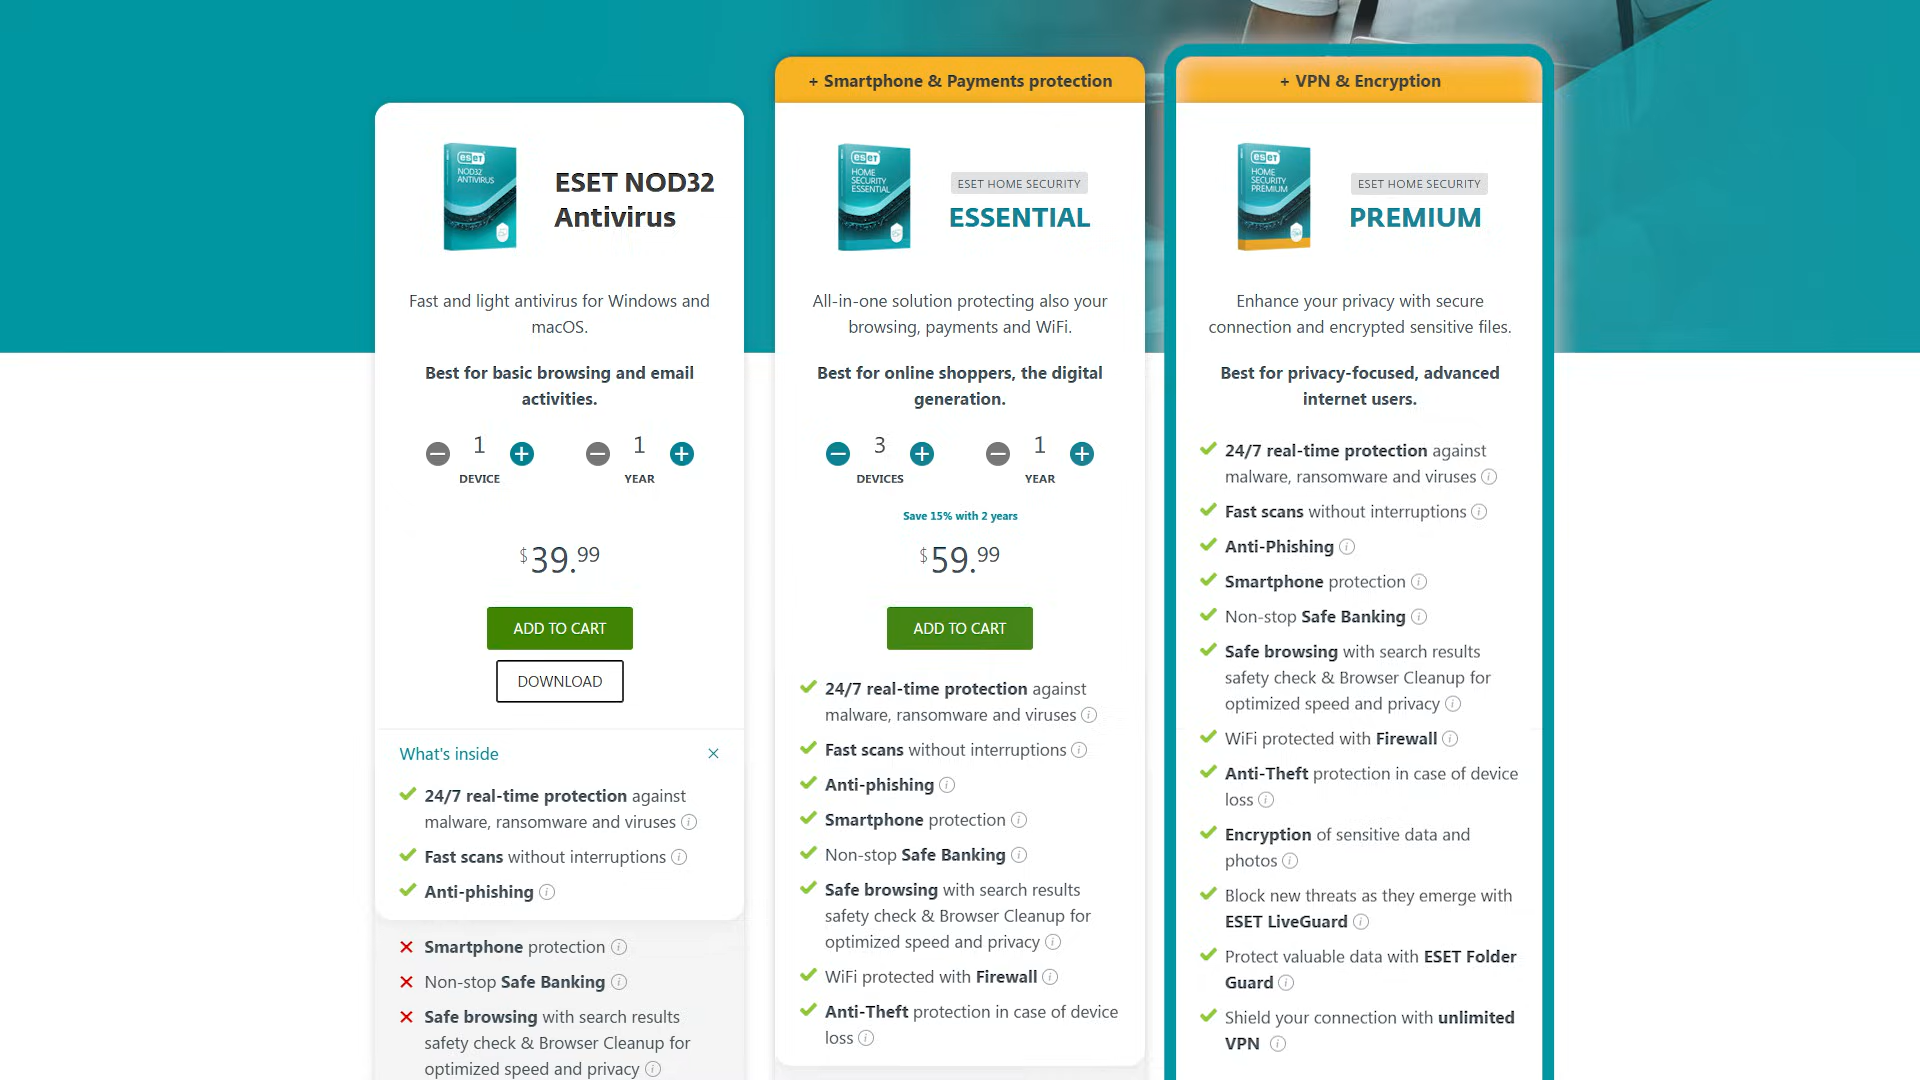 eset
NOD32
ANTIVIRUS
ESET NOD32
Antivirus
Fast and light antivirus for Windows and
macOS.
Best for basic browsing and email
activities.
1
DEVICE
1
YEAR
$39.99
ADD TO CART
DOWNLOAD
What's inside
24/7 real-time protection against
malware, ransomware and viruses
Fast scans without interruptions
Anti-phishing
Smartphone protection
Non-stop Safe Banking
Safe browsing with search results
safety check & Browser Cleanup for
optimized speed and privacy
+ Smartphone & Payments protection
eset
HOME
SECURITY
ESSENTIAL
ESET HOME SECURITY
ESSENTIAL
All-in-one solution protecting also your
browsing, payments and WiFi.
Best for online shoppers, the digital
generation.
3
DEVICES
1
YEAR
Save 15% with 2 years
$59.99
ADD TO CART
24/7 real-time protection against
malware, ransomware and viruses
Fast scans without interruptions
Anti-phishing
Smartphone protection
Non-stop Safe Banking
Safe browsing with search results
safety check & Browser Cleanup for
optimized speed and privacy
WiFi protected with Firewall
Anti-Theft protection in case of device
loss
+ VPN & Encryption
eset
HOME
SECURITY
PREMIUM
ESET HOME SECURITY
PREMIUM
Enhance your privacy with secure
connection and encrypted sensitive files.
Best for privacy-focused, advanced
internet users.
24/7 real-time protection against
malware, ransomware and viruses
Fast scans without interruptions
Anti-Phishing
Smartphone protection
Non-stop Safe Banking
Safe browsing with search results
safety check & Browser Cleanup for
optimized speed and privacy
WiFi protected with Firewall
Anti-Theft protection in case of device
loss
Encryption of sensitive data and
photos
Block new threats as they emerge with
ESET LiveGuard
Protect valuable data with ESET Folder
Guard
Shield your connection with unlimited
VPN